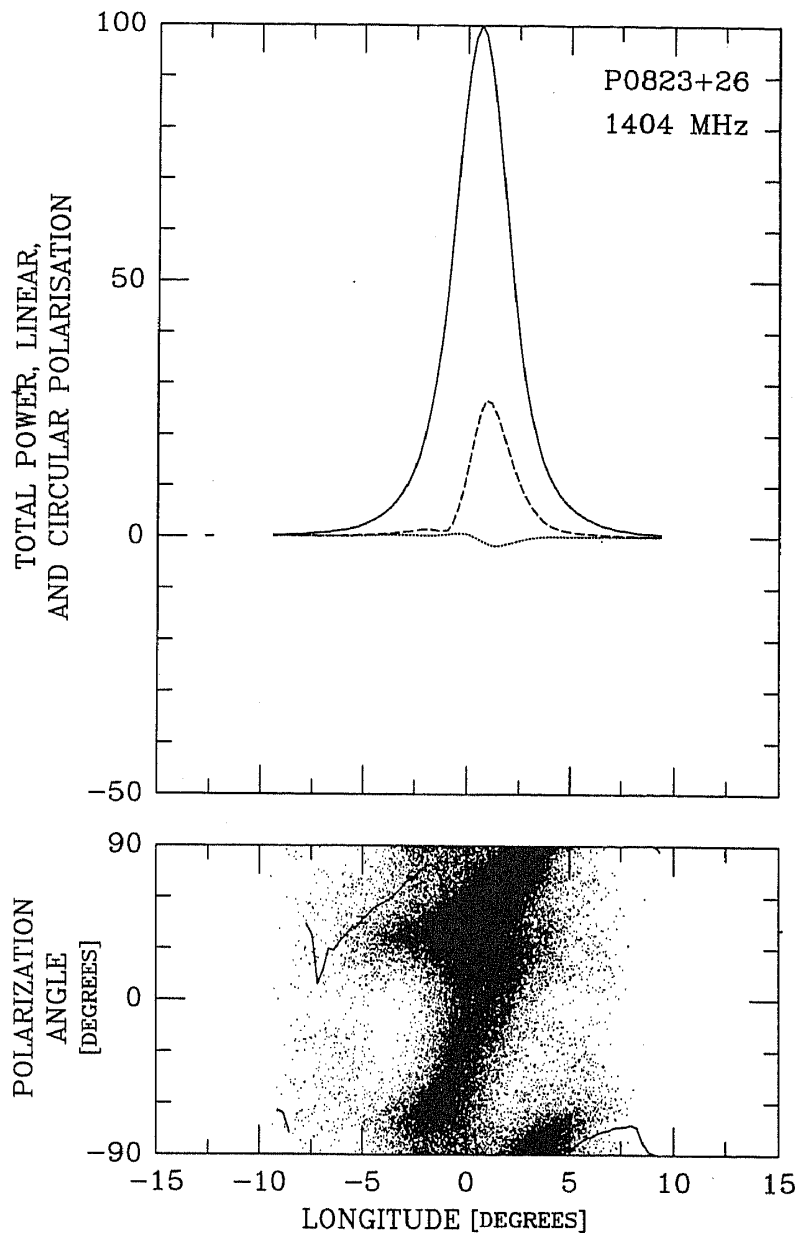 100
P0823+26
1404 MHz
TOTAL POWER, LINEAR,
AND CIRCULAR POLARISATION
50
0
−50
90
POLARIZATION
ANGLE
[DEGREES]
0
−90
−15
−10
−5
0
5
10
15
LONGITUDE [DEGREES]